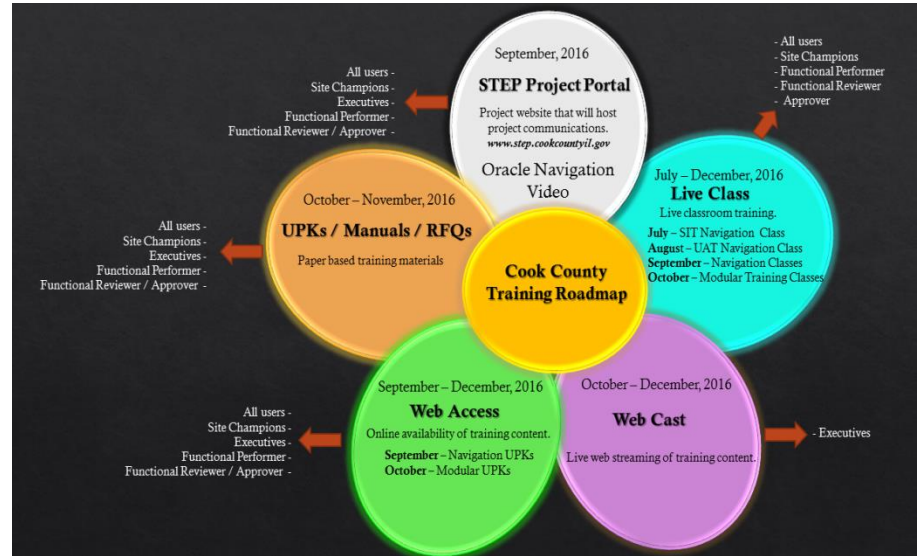 September, 2016
STEP Project Portal
Project website that will host
project communications.
www.step.cookcountyil.gov
Oracle Navigation
Video
All users -
Site Champions -
Executives -
Functional Performer -
Functional Reviewer / Approver -
- All users
- Site Champions
- Functional Performer
- Functional Reviewer
- Approver
July – December, 2016
Live Class
Live classroom training.
July – SIT Navigation Class
August – UAT Navigation Class
September – Navigation Classes
October – Modular Training Classes
October – November, 2016
UPKs / Manuals / RFQs
Paper based training materials
All users -
Site Champions -
Executives -
Functional Performer -
Functional Reviewer / Approver -
Cook County
Training Roadmap
September – December, 2016
Web Access
Online availability of training content.
September – Navigation UPKs
October – Modular UPKs
All users -
Site Champions -
Executives -
Functional Performer -
Functional Reviewer / Approver -
October – December, 2016
Web Cast
Live web streaming of training content.
- Executives